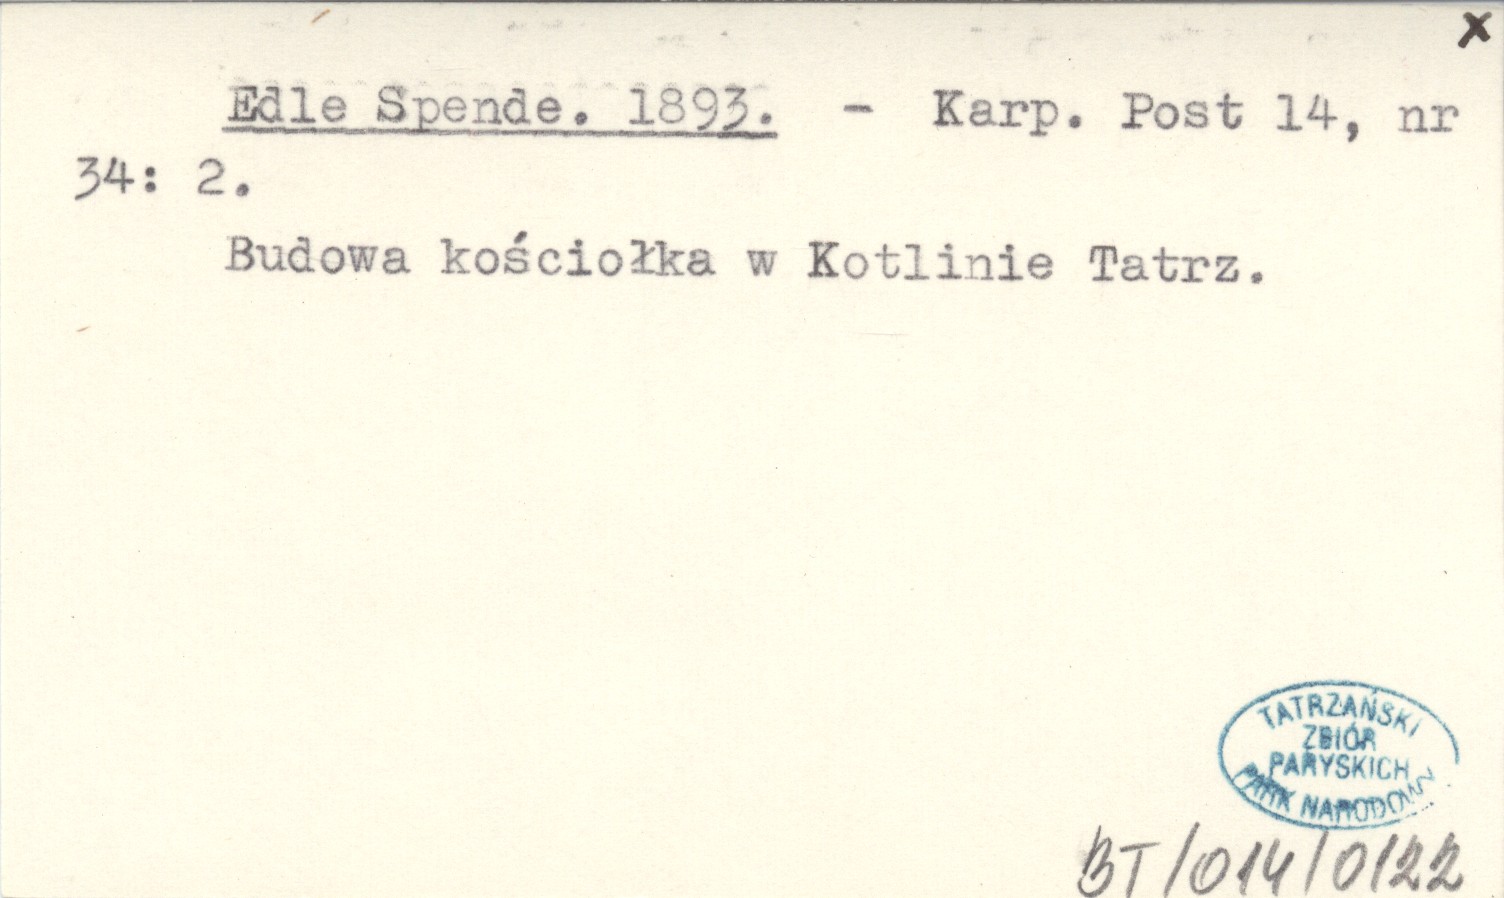 x
Edle Spende. 1893. - Karp. Post 14, nr
34: 2.
Budowa kościołka w Kotlinie Tatrz.
TATRZAŃSKI
ZBIÓR
PARYSKICH
PARK NARODOWY
BT/014/0122